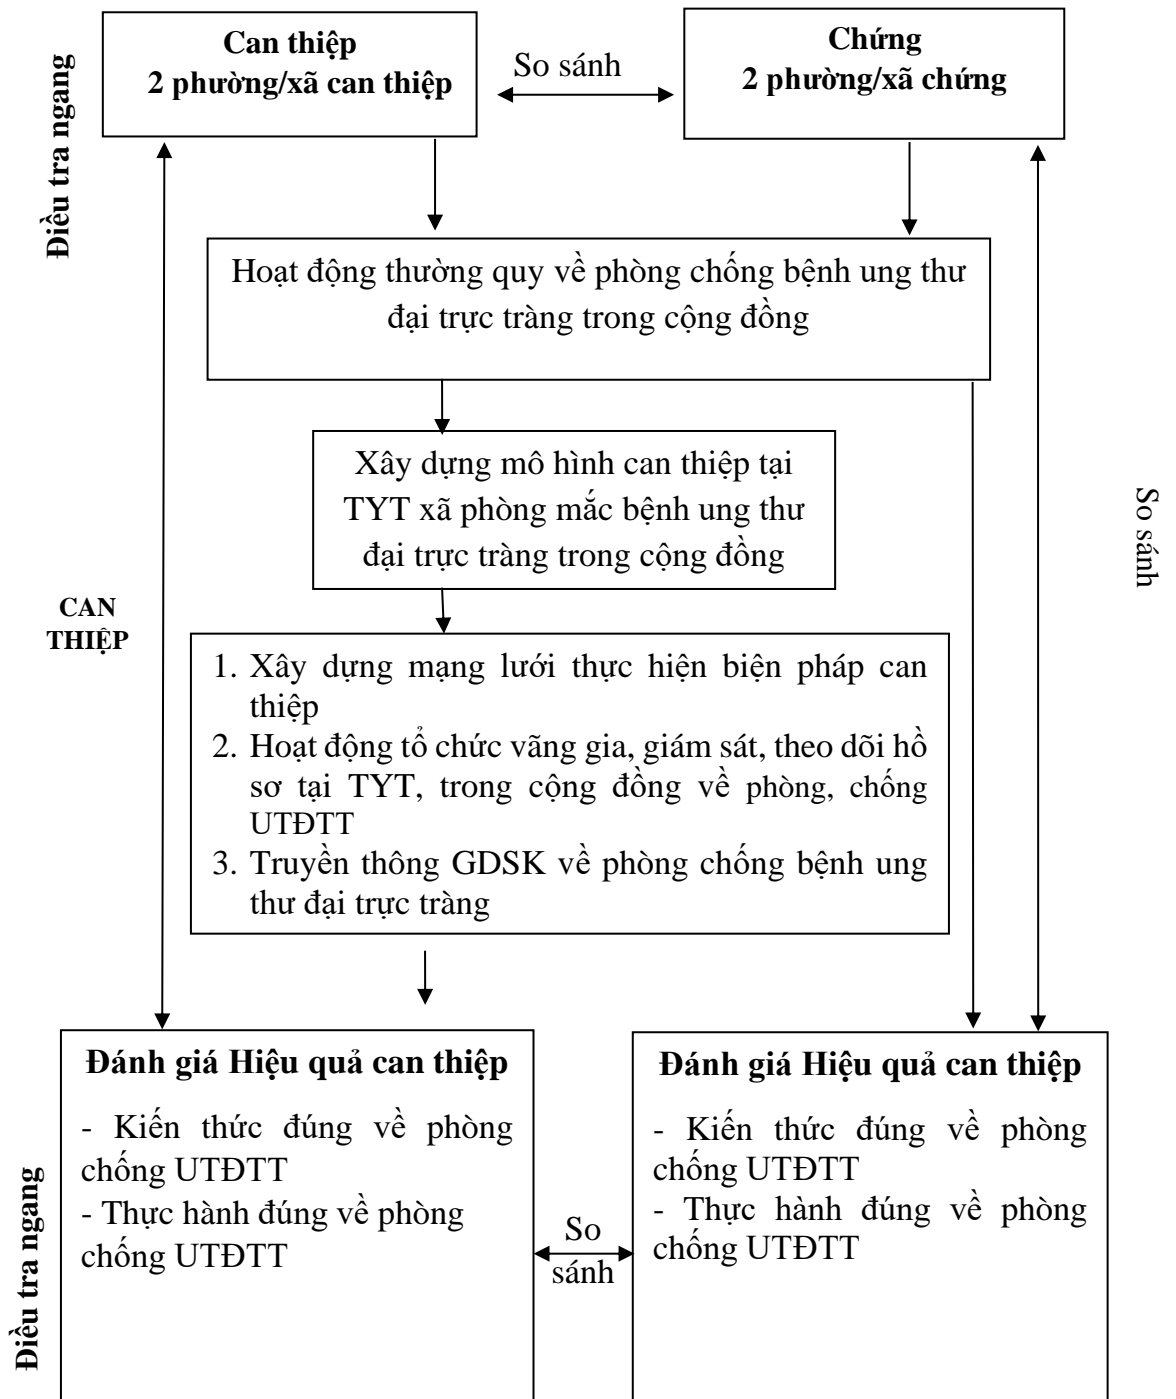 Can thiệp
2 phường/xã can thiệp
So sánh
Chứng
2 phường/xã chứng
Điều tra ngang
Hoạt động thường quy về phòng chống bệnh ung thư
đại trực tràng trong cộng đồng
Xây dựng mô hình can thiệp tại
TYT xã phòng mắc bệnh ung thư
đại trực tràng trong cộng đồng
So sánh
CAN
THIỆP
1. Xây dựng mạng lưới thực hiện biện pháp can
thiệp
2. Hoạt động tổ chức vãng gia, giám sát, theo dõi hồ
sơ tại TYT, trong cộng đồng về phòng, chống
UTĐTT
3. Truyền thông GDSK về phòng chống bệnh ung
thư đại trực tràng
Đánh giá Hiệu quả can thiệp
- Kiến thức đúng về phòng
chống UTĐTT
- Thực hành đúng về phòng
chống UTĐTT
So
sánh
Đánh giá Hiệu quả can thiệp
- Kiến thức đúng về phòng
chống UTĐTT
- Thực hành đúng về phòng
chống UTĐTT
Điều tra ngang